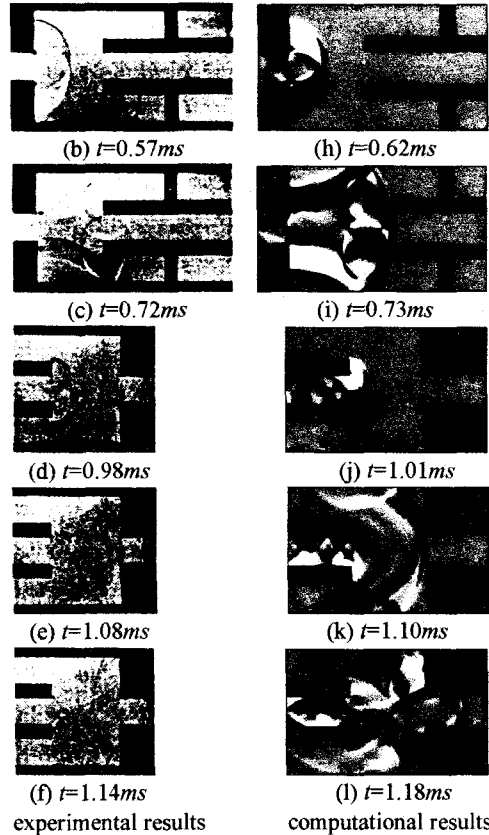 (b) t=0.57ms
(h) t=0.62ms
(c) t=0.72ms
(i) t=0.73ms
(d) t=0.98ms
(j) t=1.01ms
(e) t=1.08ms
(k) t=1.10ms
(f) t=1.14ms
(l) t=1.18ms
experimental results
computational results